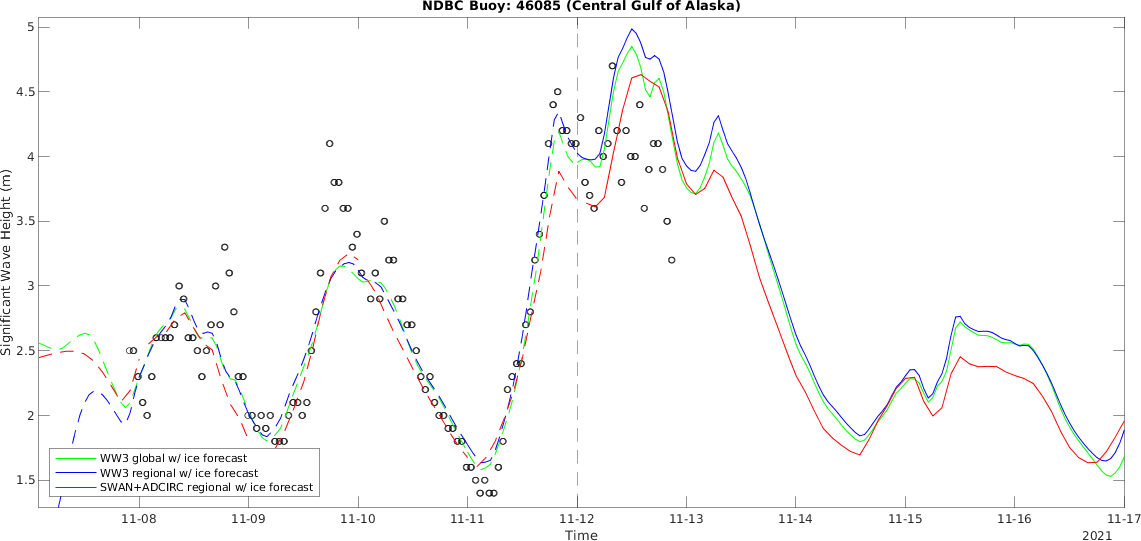 NDBC Buoy: 46085 (Central Gulf of Alaska)
Significant Wave Height (m)
5
4.5
4
3.5
3
2.5
2
1.5
WW3 global w/ ice forecast
WW3 regional w/ ice forecast
SWAN+ADCIRC regional w/ ice forecast
11-08 11-09 11-10 11-11 11-12 11-13 11-14 11-15 11-16 11-17
Time
2021